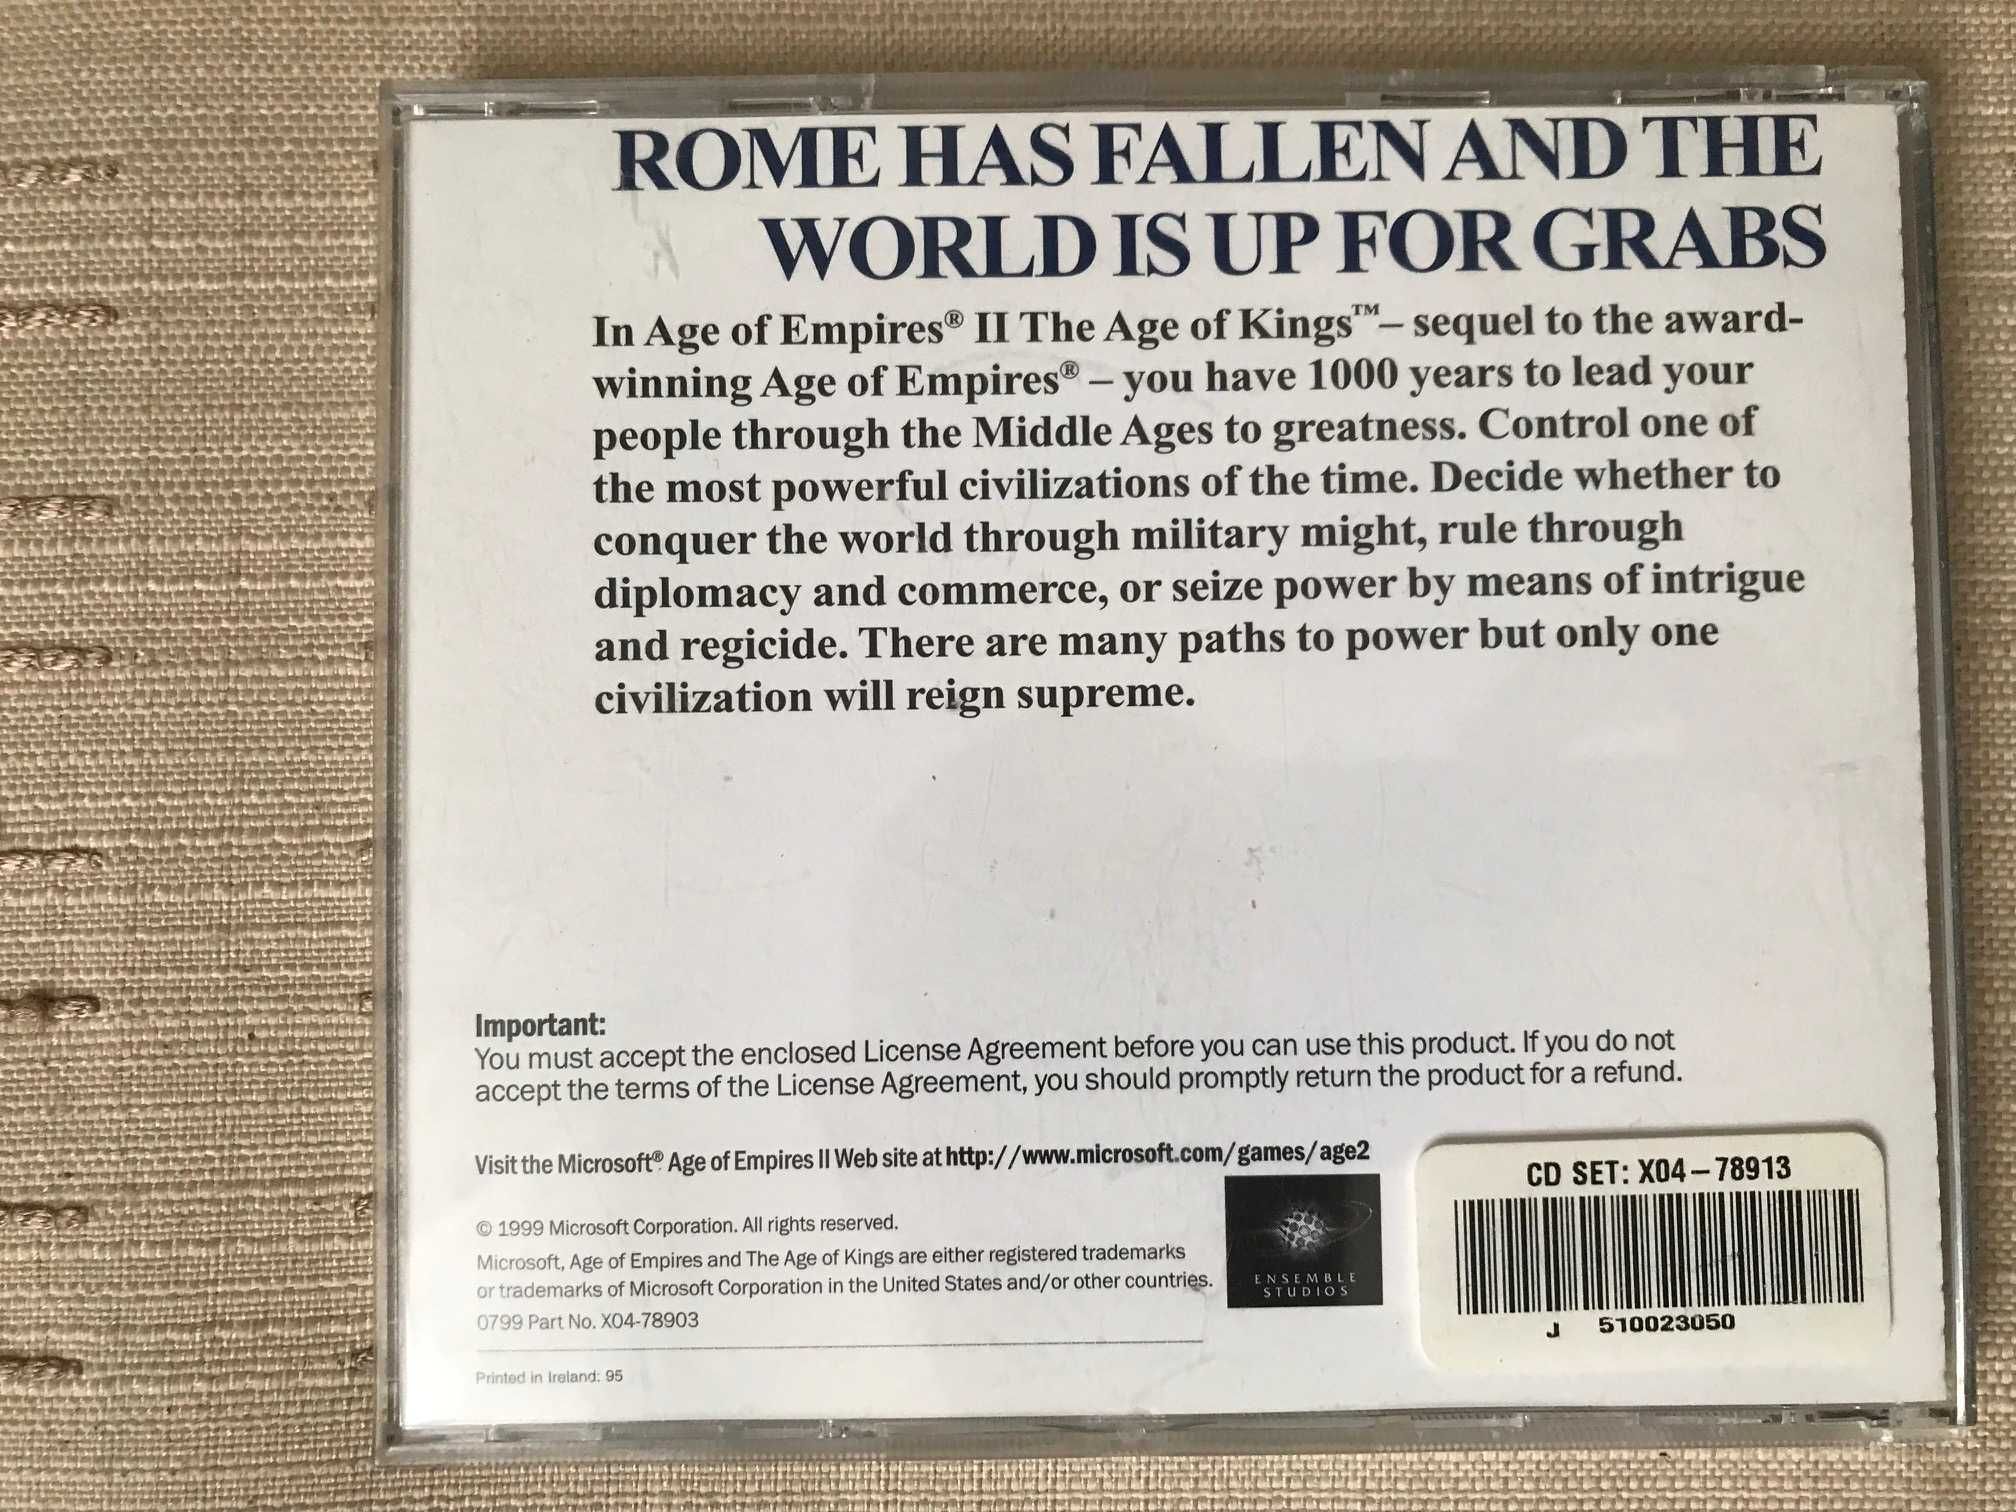 ROME HAS FALLEN AND THE
WORLD IS UP FOR GRABS
In Age of Empires® II The Age of Kings™– sequel to the award-
winning Age of Empires® – you have 1000 years to lead your
people through the Middle Ages to greatness. Control one of
the most powerful civilizations of the time. Decide whether to
conquer the world through military might, rule through
diplomacy and commerce, or seize power by means of intrigue
and regicide. There are many paths to power but only one
civilization will reign supreme.
Important:
You must accept the enclosed License Agreement before you can use this product. If you do not
accept the terms of the License Agreement, you should promptly return the product for a refund.
Visit the Microsoft® Age of Empires II Web site at http://www.microsoft.com/games/age2
© 1999 Microsoft Corporation. All rights reserved.
Microsoft, Age of Empires and The Age of Kings are either registered trademarks
or trademarks of Microsoft Corporation in the United States and/or other countries.
0799 Part No. X04-78903
Printed in Ireland: 95
ENSEMBLE
STUDIOS
CD SET: X04-78913
J 510023050